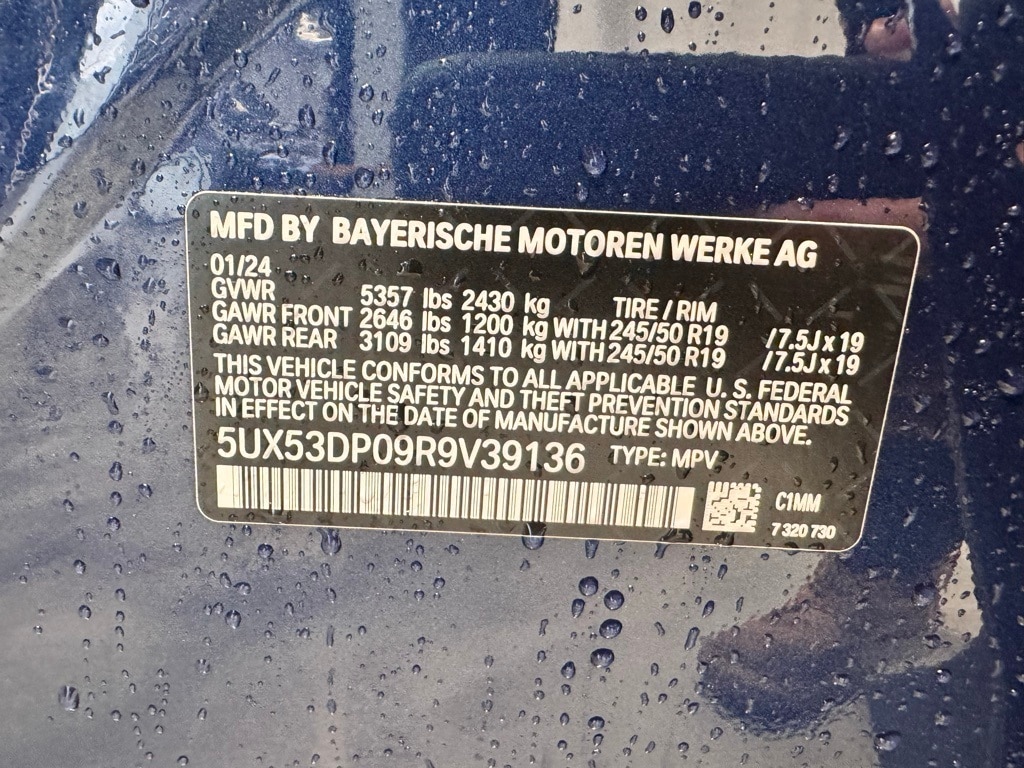 MFD BY BAYERISCHE MOTOREN WERKE AG
01/24
GVWR 5357 lbs 2430 kg TIRE / RIM
GAWR FRONT 2646 lbs 1200 kg WITH 245/50 R19 /7.5J x 19
GAWR REAR 3109 lbs 1410 kg WITH 245/50 R19 /7.5J x 19
THIS VEHICLE CONFORMS TO ALL APPLICABLE U. S. FEDERAL
MOTOR VEHICLE SAFETY AND THEFT PREVENTION STANDARDS
IN EFFECT ON THE DATE OF MANUFACTURE SHOWN ABOVE.
5UX53DP09R9V39136 TYPE: MPV
C1MM
7 320 730